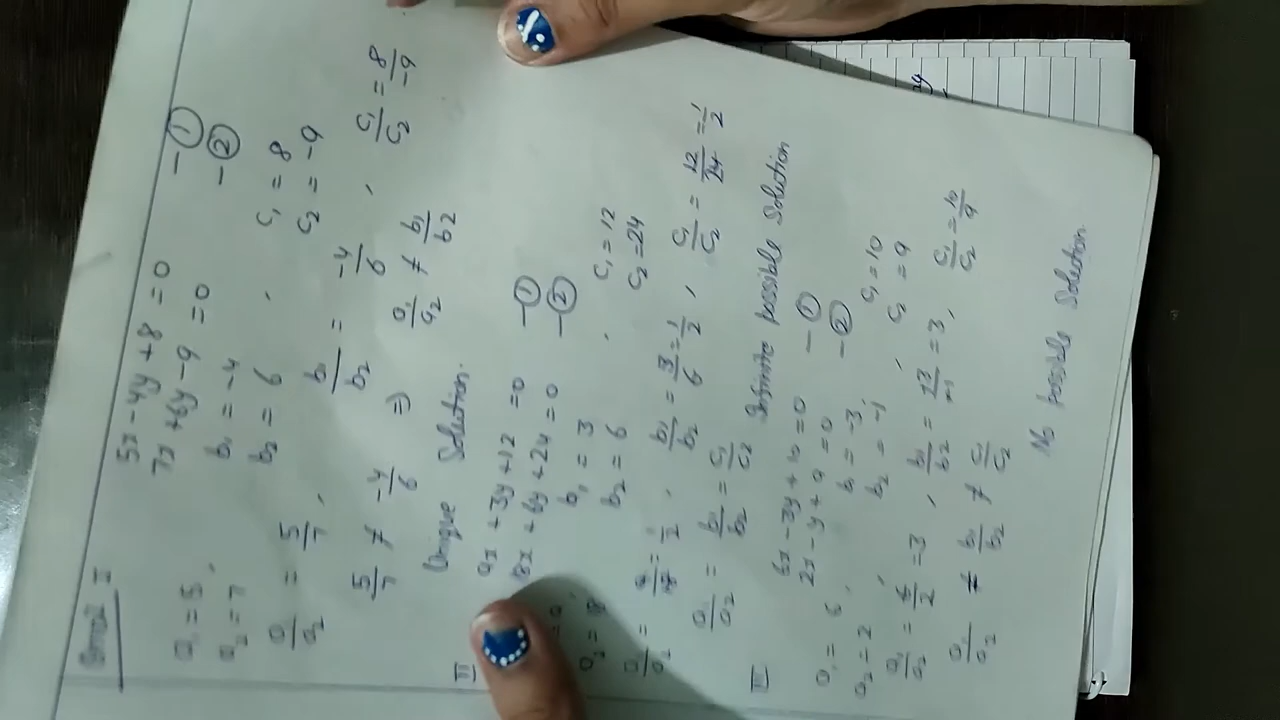 I
5x - 4y + 8 = 0 - ①
7x + 6y - 9 = 0 - ②
a₁ = 5, b₁ = -4, c₁ = 8
a₂ = 7 b₂ = 6 c₂ = -9
a/a₂ = 5/7, b₁/b₂ = -4/6, c₁/c₂ = 8/-9
5/7 ≠ -4/6 ⇒ a₁/a₂ ≠ b₁/b2
Unique Solution.
II 9x + 3y + 12 = 0 - ①
18x + 6y + 24 = 0 - ②
b₁ = 3, c₁ = 12
a₂ = 18 b₂ = 6 c₂ = 24
a₁/a₂ = 9/18 = 1/2, b₁/b₂ = 3/6 = 1/2, c₁/c₂ = 12/24 = 1/2
a₁/a₂ = b₁/b₂ = c₁/c₂ Infinite possible Solution
III 6x - 3y + 10 = 0 - ①
2x - y + 9 = 0 - ②
a₁ = 6, b₁ = -3, c₁ = 10
a₂ = 2, b₂ = -1, c₂ = 9
a₁/a₂ = 6/2 = 3, b₁/b2 = = 3, c₁/c₂ = 10/9
a₁/a₂ = b₁/b₂ ≠ c₁/c₂
No possible Solution.